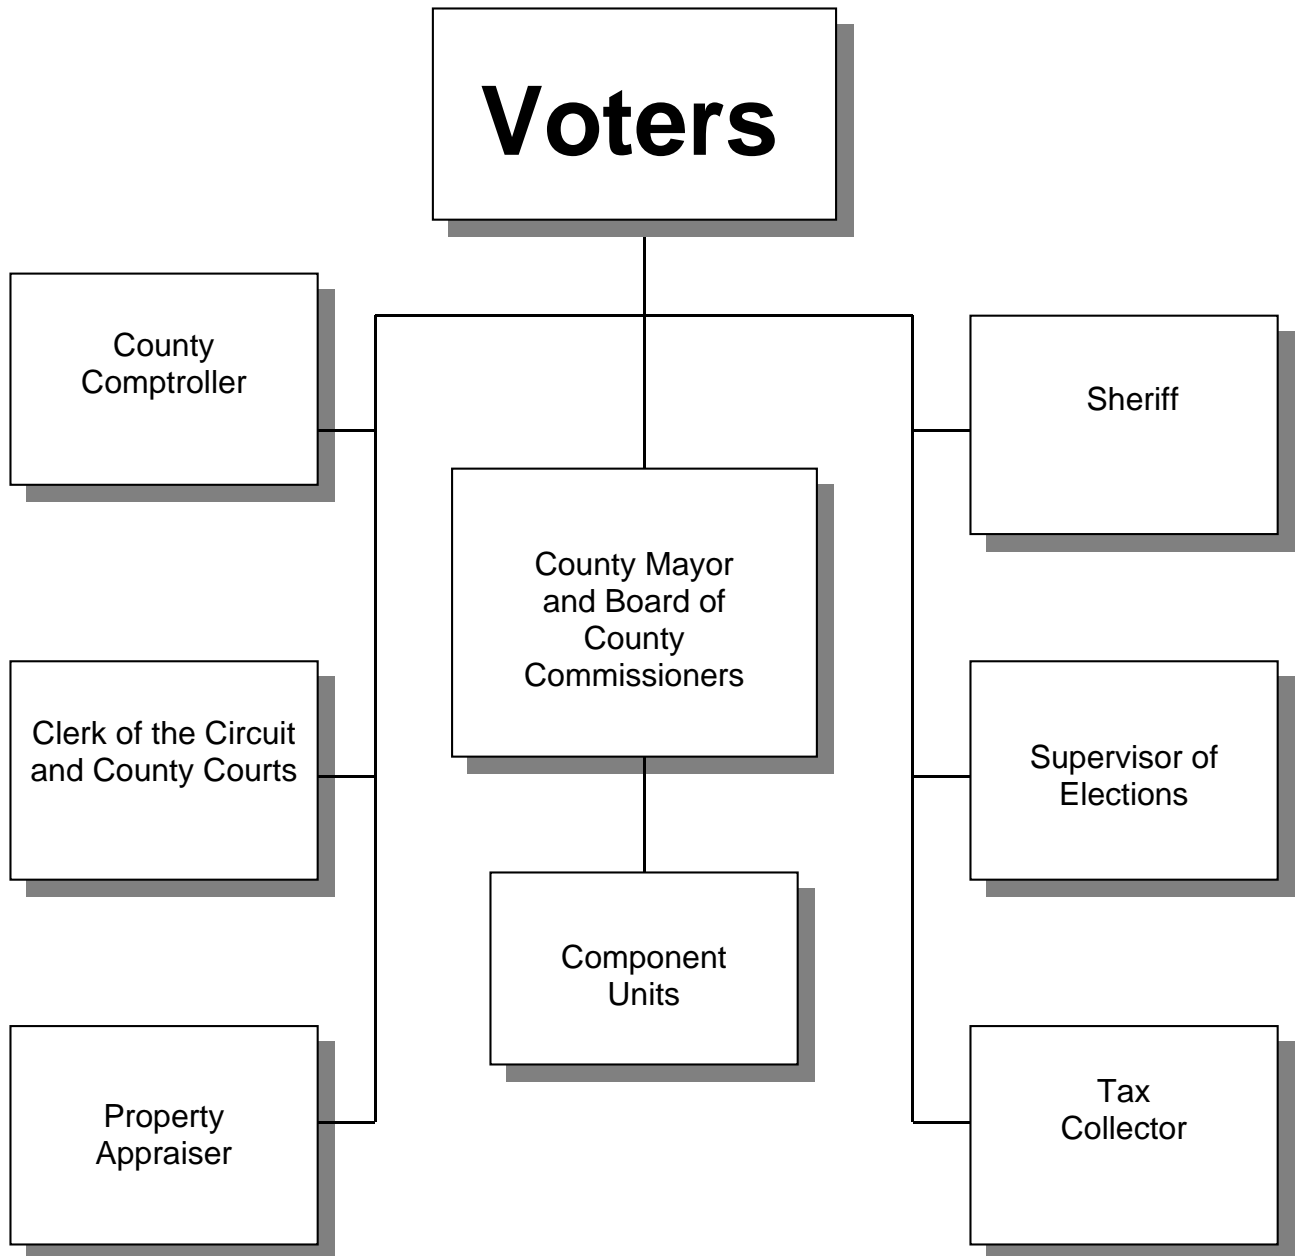 Voters
County
Comptroller
Sheriff
County Mayor
and Board of
County
Commissioners
Clerk of the Circuit
and County Courts
Supervisor of
Elections
Component
Units
Property
Appraiser
Tax
Collector